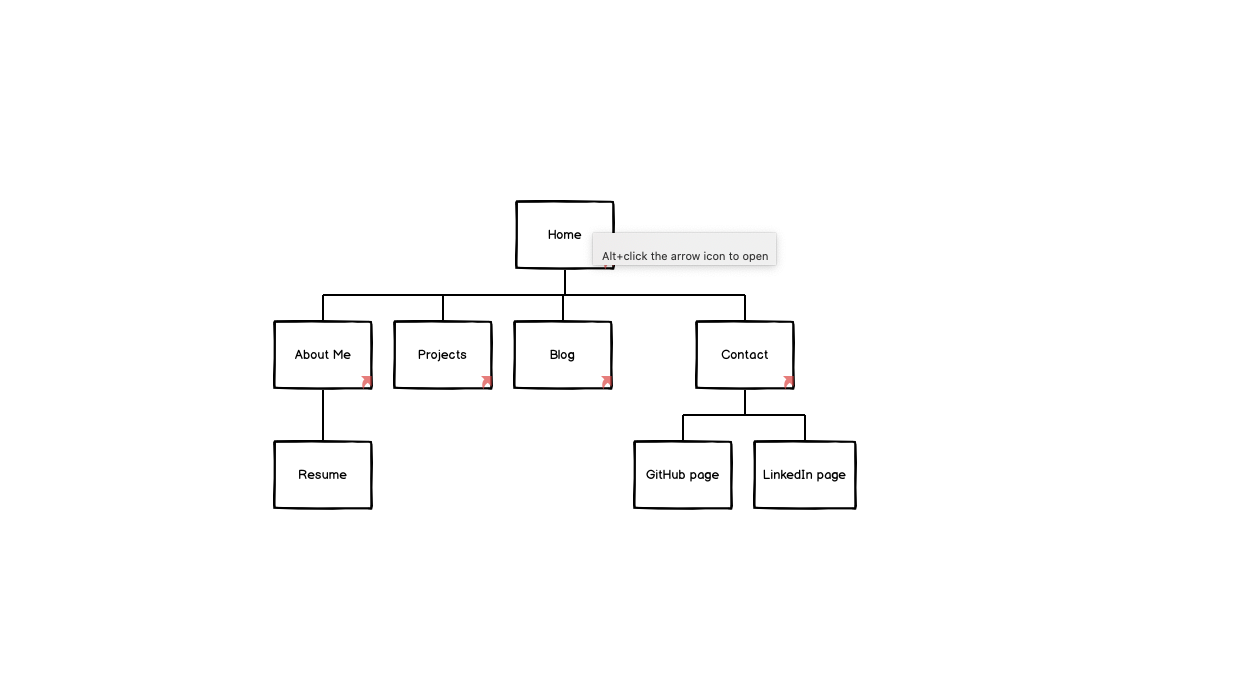 Home
Alt+click the arrow icon to open
About Me
Projects
Blog
Contact
Resume
GitHub page
LinkedIn page